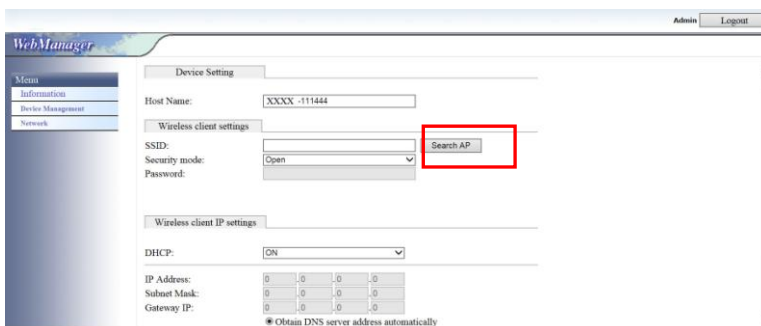 Admin Logout
WebManager
Menu
Information
Device Management
Network
Device Setting
Host Name: XXXX -111444
Wireless client settings
SSID: Search AP
Security mode: Open
Password:
Wireless client IP settings
DHCP: ON
IP Address: 0 .0 .0 .0
Subnet Mask: 0 .0 .0 .0
Gateway IP: 0 .0 .0 .0
Obtain DNS server address automatically